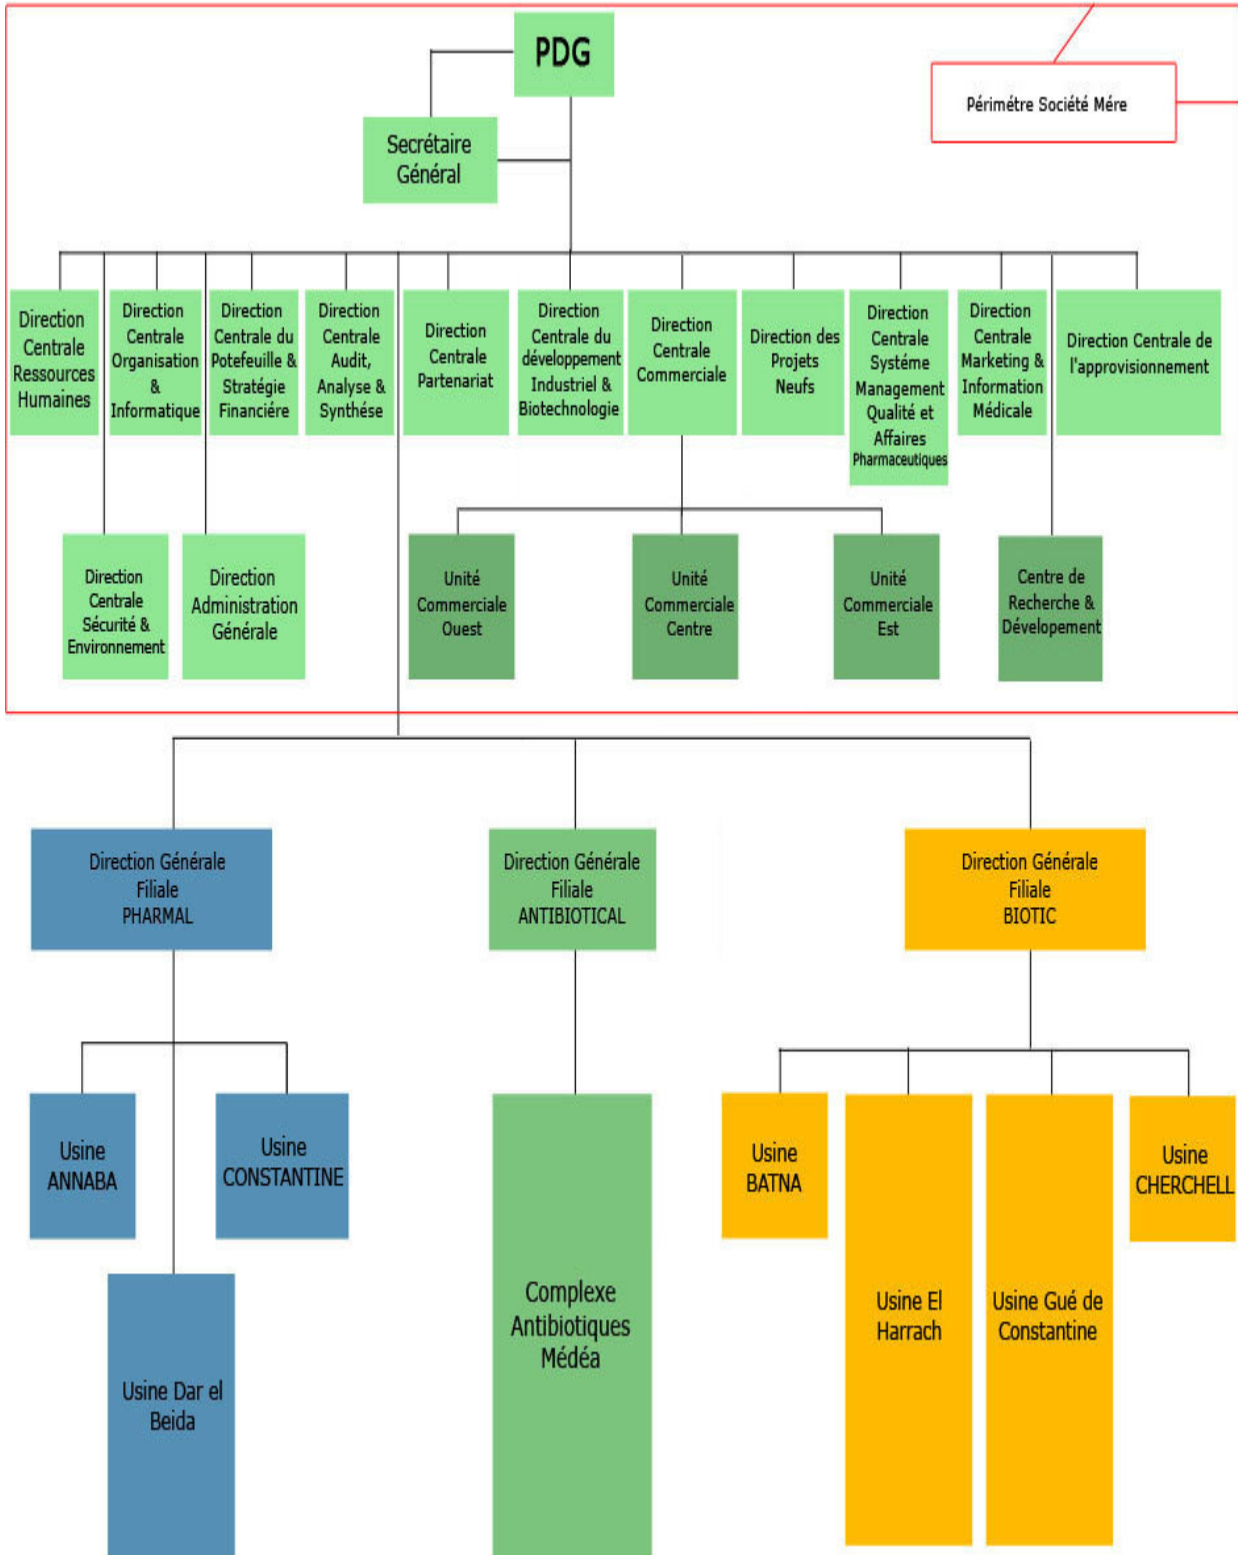 PDG
Périmétre Société Mére
Secrétaire
Général
Direction
Centrale
Ressources
Humaines
Direction
Centrale
Organisation
&
Informatique
Direction
Centrale du
Potefeuille &
Stratégie
Financiére
Direction
Centrale
Audit,
Analyse &
Synthése
Direction
Centrale
Partenariat
Direction
Centrale du
développement
Industriel &
Biotechnologie
Direction
Centrale
Commerciale
Direction des
Projets
Neufs
Direction
Centrale
Systéme
Management
Qualité et
Affaires
Pharmaceutiques
Direction
Centrale
Marketing &
Information
Médicale
Direction Centrale de
l'approvisionnement
Direction
Centrale
Sécurité &
Environnement
Direction
Administration
Générale
Unité
Commerciale
Ouest
Unité
Commerciale
Centre
Unité
Commerciale
Est
Centre de
Recherche &
Dévelopement
Direction Générale
Filiale
PHARMAL
Direction Générale
Filiale
ANTIBIOTICAL
Direction Générale
Filiale
BIOTIC
Usine
ANNABA
Usine
CONSTANTINE
Usine Dar el
Beida
Complexe
Antibiotiques
Médéa
Usine
BATNA
Usine El
Harrach
Usine Gué de
Constantine
Usine
CHERCHELL